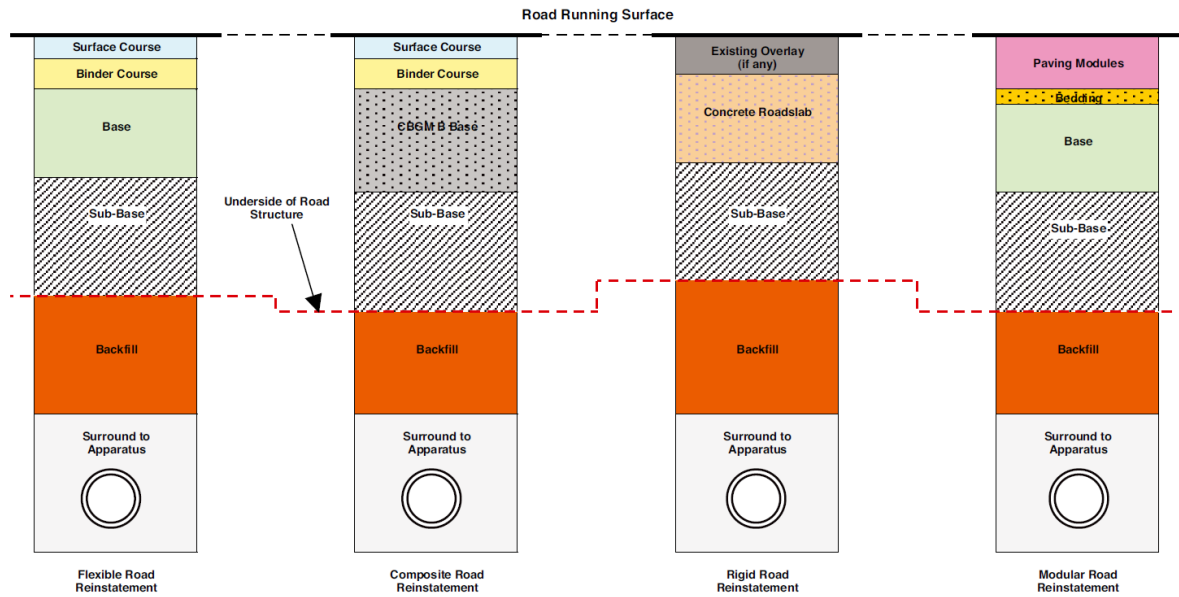 Road Running Surface
Surface Course
Binder Course
Base
Sub-Base
Backfill
Surround to
Apparatus
Flexible Road
Reinstatement
Underside of Road
Structure
Surface Course
Binder Course
CBGM B Base
Sub-Base
Backfill
Surround to
Apparatus
Composite Road
Reinstatement
Existing Overlay
(if any)
Concrete Roadslab
Sub-Base
Backfill
Surround to
Apparatus
Rigid Road
Reinstatement
Paving Modules
Bedding
Base
Sub-Base
Backfill
Surround to
Apparatus
Modular Road
Reinstatement